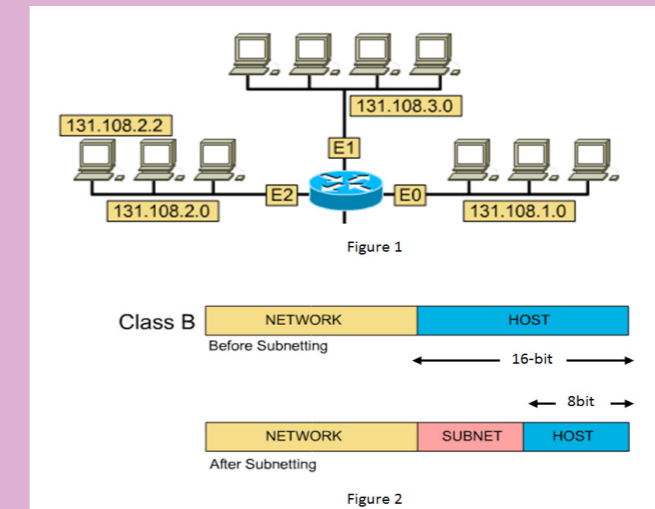 131.108.3.0
131.108.2.2
E1
E2
E0
131.108.2.0
131.108.1.0
Figure 1
Class B
NETWORK
HOST
Before Subnetting
16-bit
8bit
NETWORK
SUBNET
HOST
After Subnetting
Figure 2